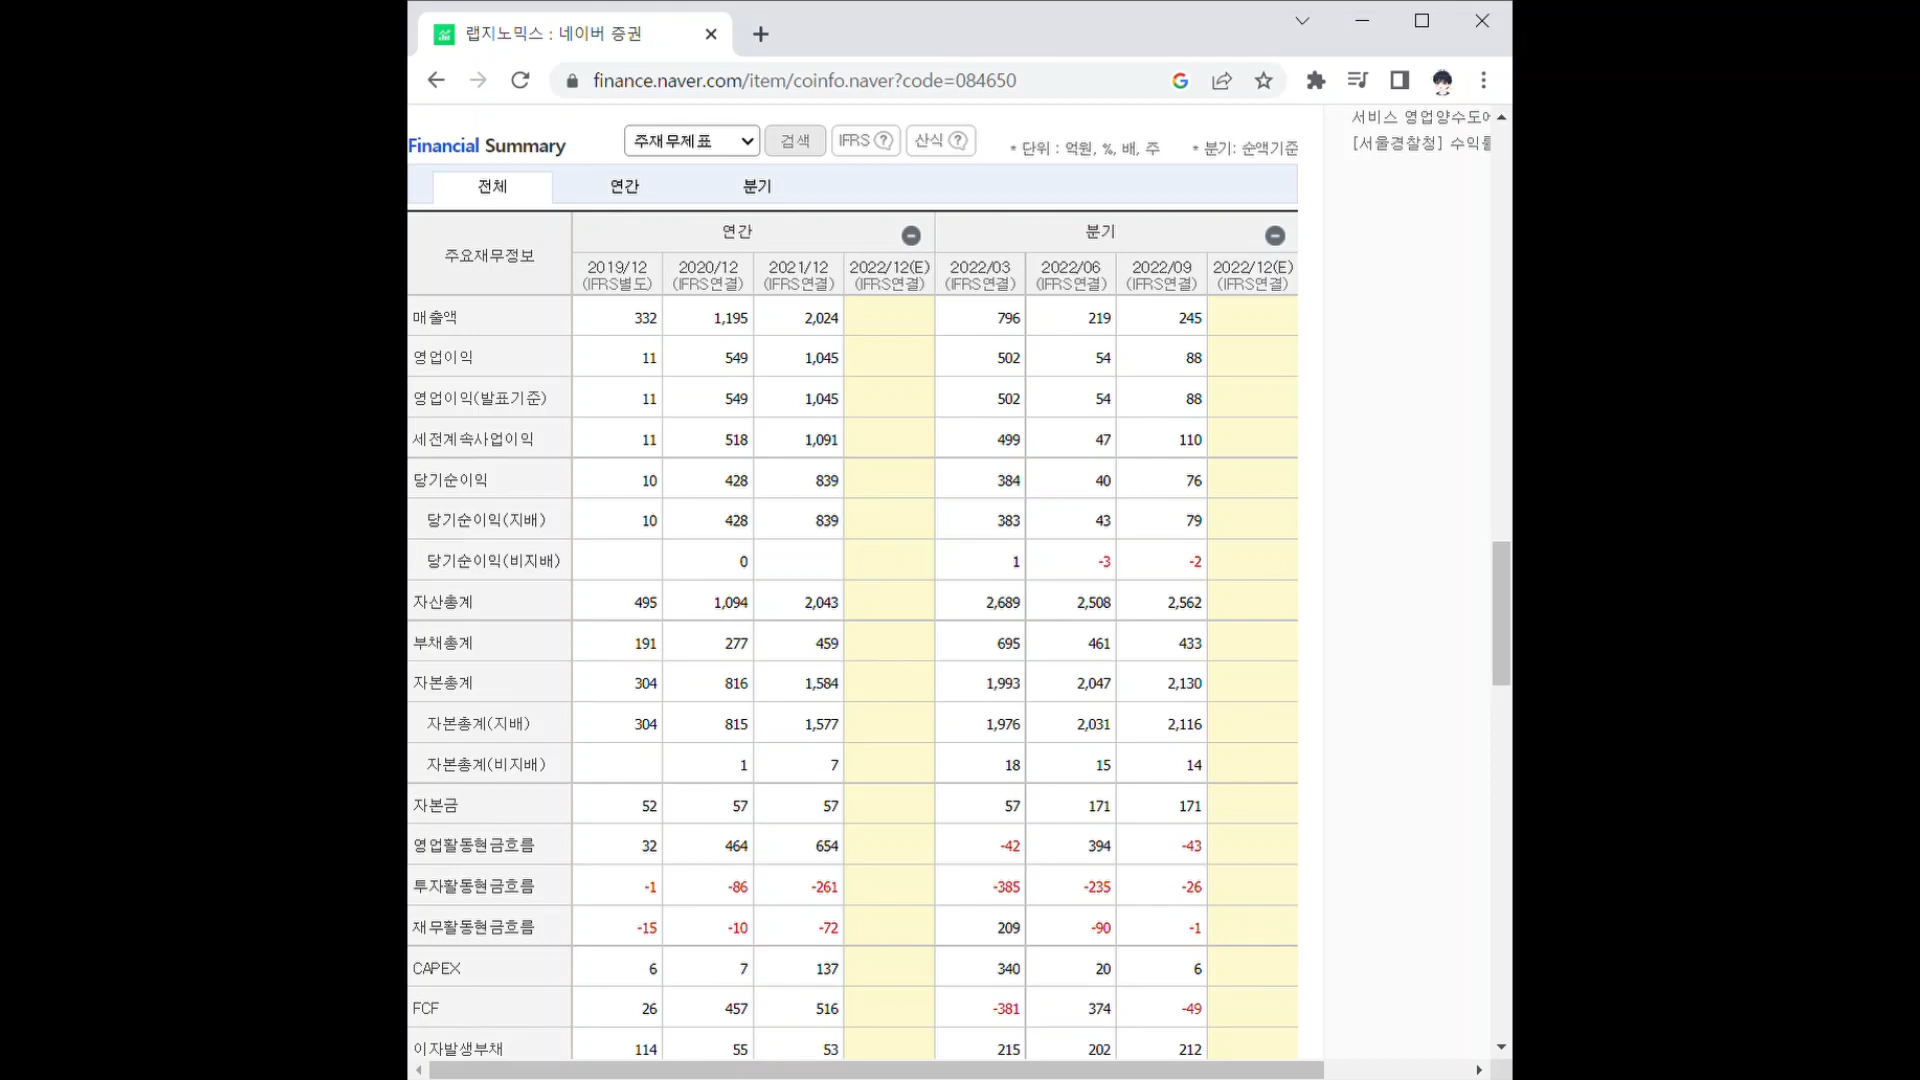 랩지노믹스 : 네이버 증권
finance.naver.com/item/coinfo.naver?code=084650
서비스 영업양수도
[서울경찰청] 수익률
Financial Summary 주재무제표 검색 IFRS ? 산식 ? * 단위 : 억원, %, 배, 주 * 분기: 순액기준
전체 연간 분기
주요재무정보 연간 분기
2019/12 2020/12 2021/12 2022/12(E) 2022/03 2022/06 2022/09 2022/12(E)
(IFRS별도) (IFRS연결) (IFRS연결) (IFRS연결) (IFRS연결) (IFRS연결) (IFRS연결) (IFRS연결)
매출액 332 1,195 2,024 796 219 245
영업이익 11 549 1,045 502 54 88
영업이익(발표기준) 11 549 1,045 502 54 88
세전계속사업이익 11 518 1,091 499 47 110
당기순이익 10 428 839 384 40 76
당기순이익(지배) 10 428 839 383 43 79
당기순이익(비지배) 0 1 -3 -2
자산총계 495 1,094 2,043 2,689 2,508 2,562
부채총계 191 277 459 695 461 433
자본총계 304 816 1,584 1,993 2,047 2,130
자본총계(지배) 304 815 1,577 1,976 2,031 2,116
자본총계(비지배) 1 7 18 15 14
자본금 52 57 57 57 171 171
영업활동현금흐름 32 464 654 -42 394 -43
투자활동현금흐름 -1 -86 -261 -385 -235 -26
재무활동현금흐름 -15 -10 -72 209 -90 -1
CAPEX 6 7 137 340 20 6
FCF 26 457 516 -381 374 -49
이자발생부채 114 55 53 215 202 212